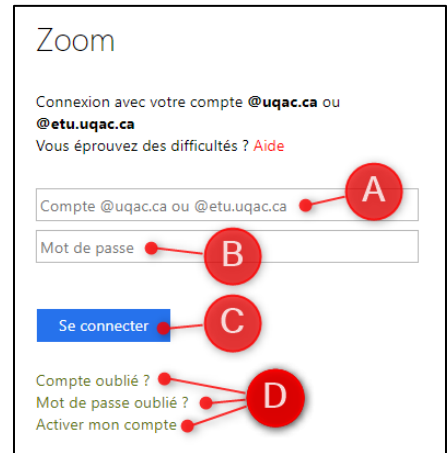 Zoom
Connexion avec votre compte @uqac.ca ou
@etu.uqac.ca
Vous éprouvez des difficultés ? Aide
A
Compte @uqac.ca ou @etu.uqac.ca
Mot de passe
B
Se connecter
C
Compte oublié ?
Mot de passe oublié ?
D
Activer mon compte